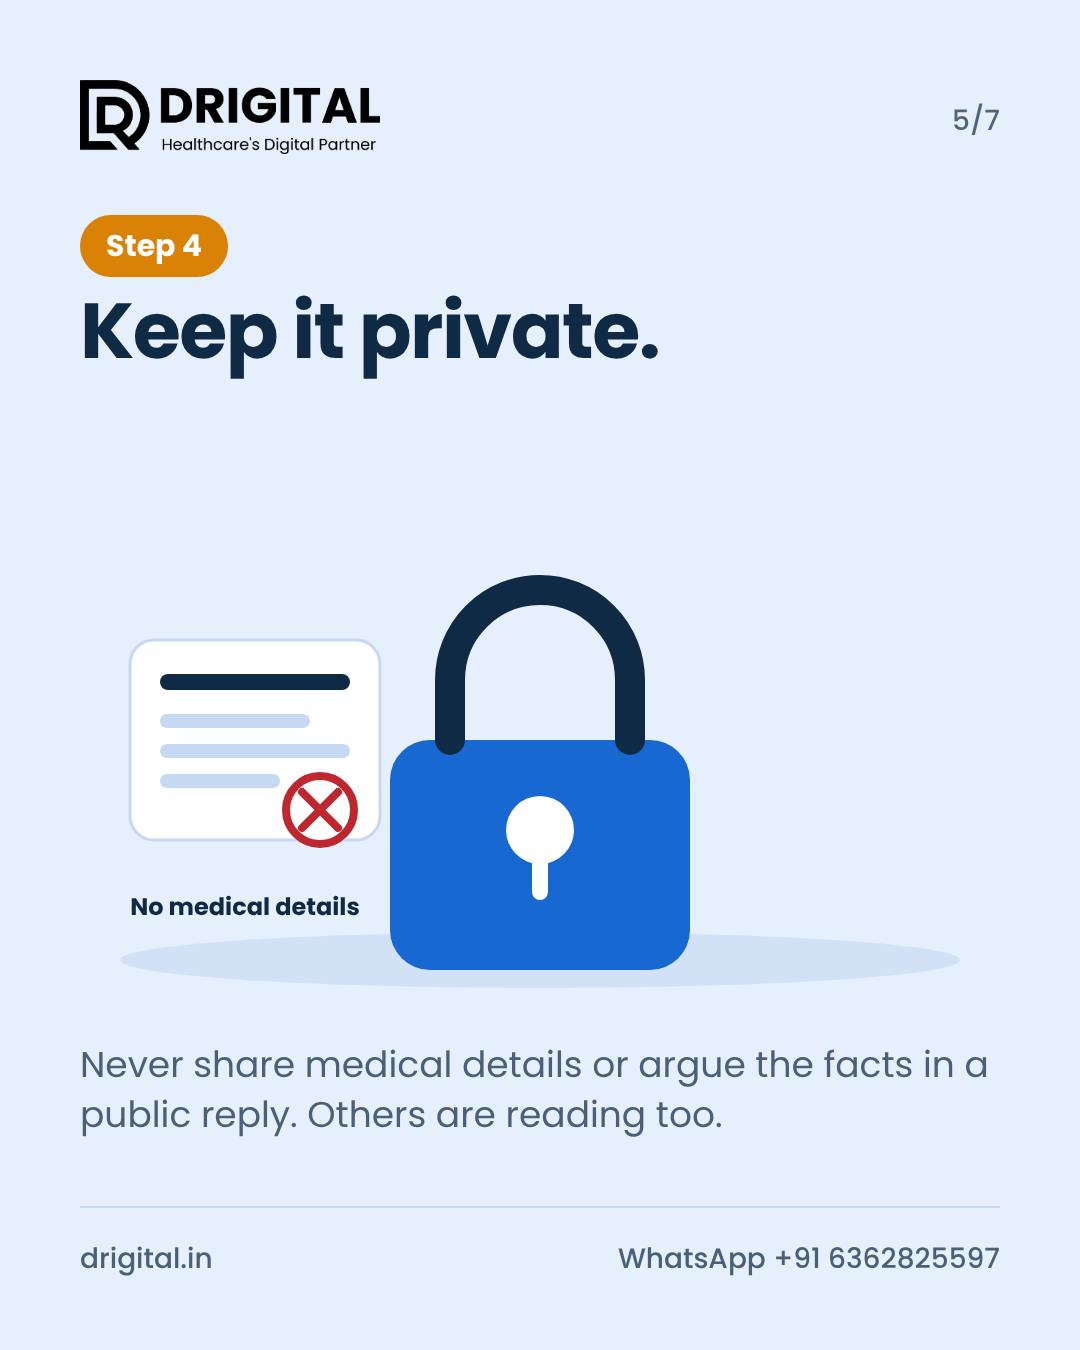 DRIGITAL
Healthcare's Digital Partner
5/7
Step 4
Keep it private.
No medical details
Never share medical details or argue the facts in a
public reply. Others are reading too.
drigital.in
WhatsApp +91 6362825597